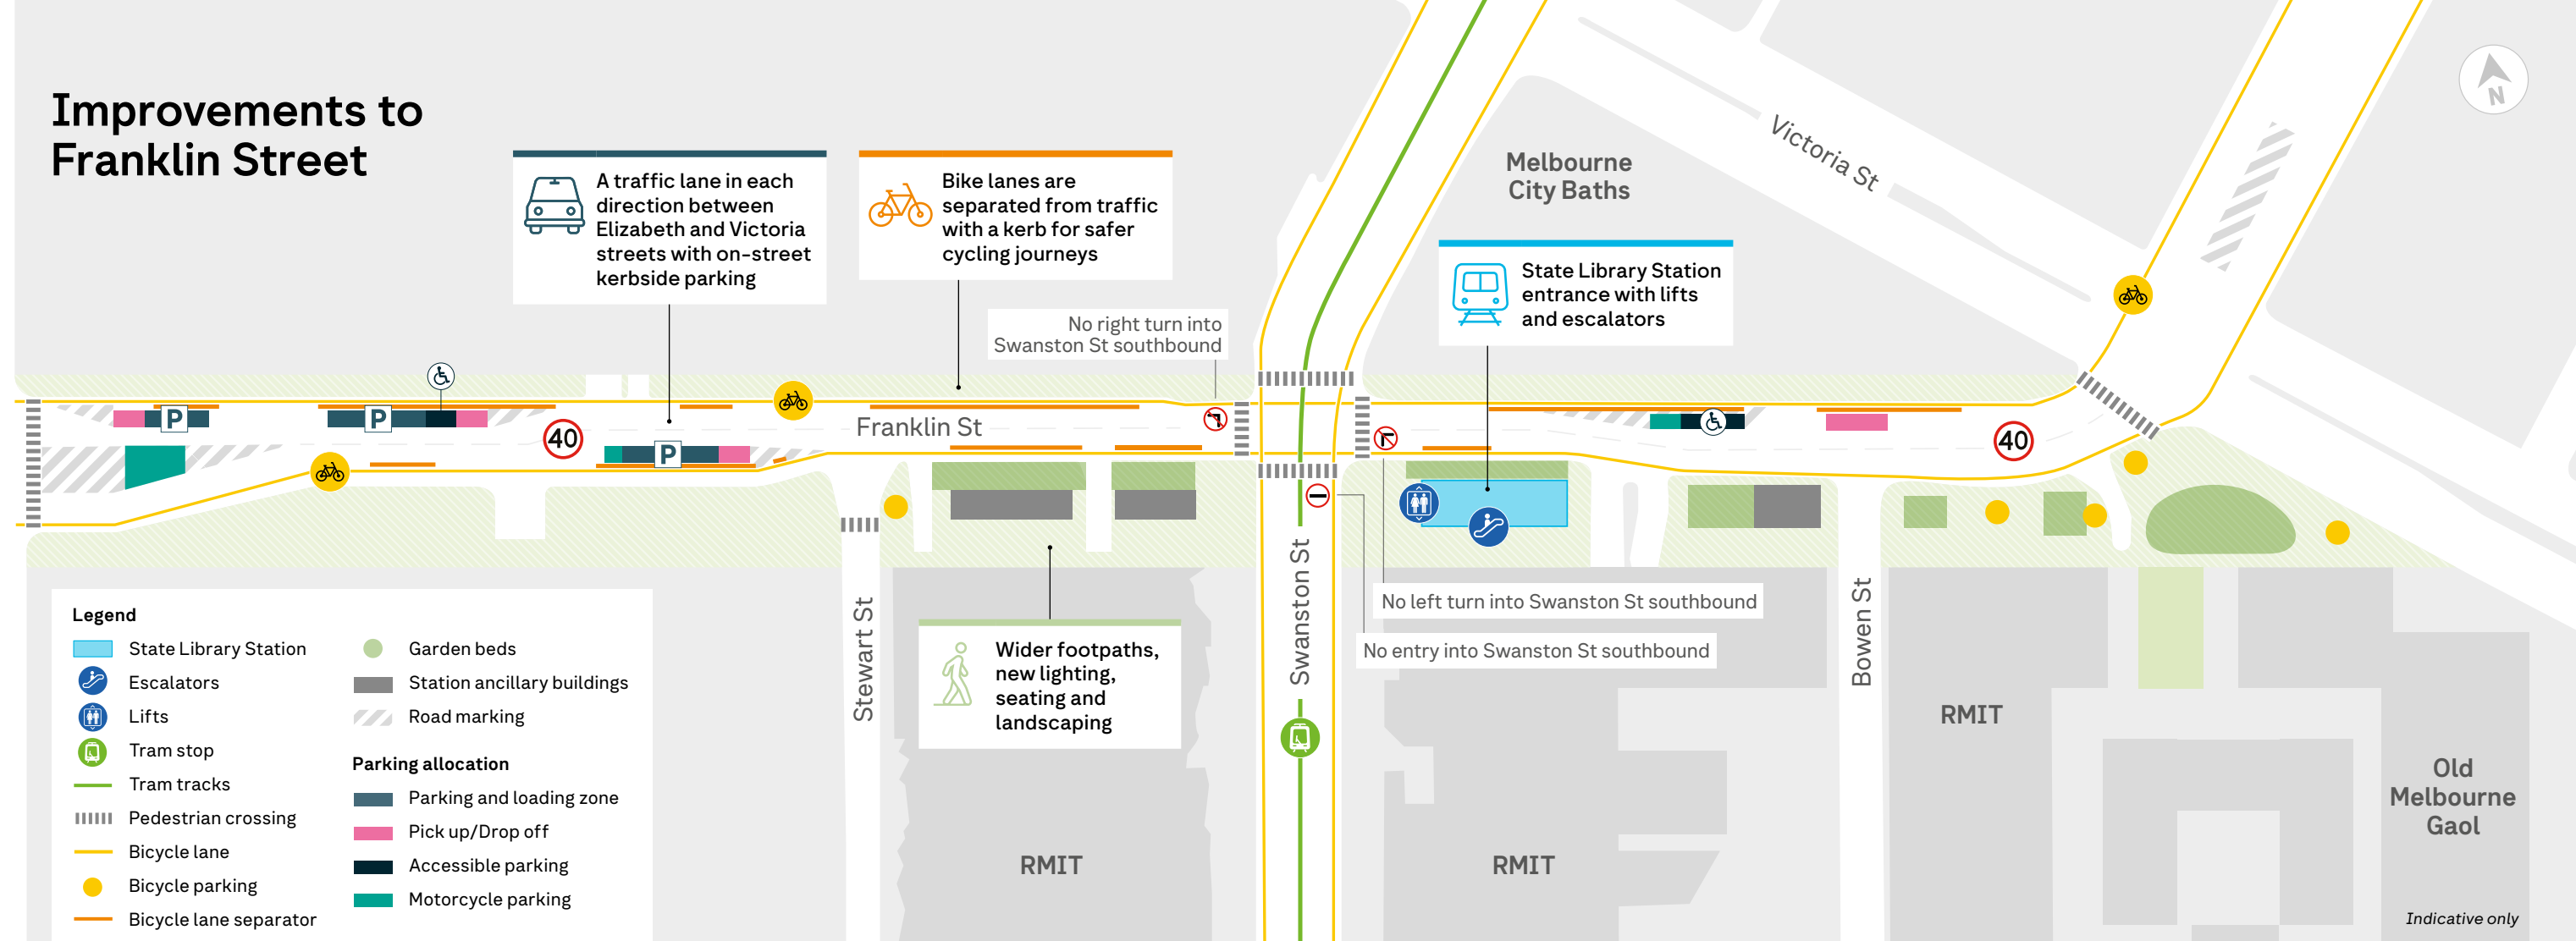 Improvements to
Franklin Street
A traffic lane in each
direction between
Elizabeth and Victoria
streets with on-street
kerbside parking
Bike lanes are
separated from traffic
with a kerb for safer
cycling journeys
No right turn into
Swanston St southbound
Melbourne
City Baths
Victoria St
N
State Library Station
entrance with lifts
and escalators
P
P
40
P
Franklin St
40
Stewart St
Swanston St
Bowen St
No left turn into Swanston St southbound
No entry into Swanston St southbound
Wider footpaths,
new lighting,
seating and
landscaping
RMIT
RMIT
RMIT
Old
Melbourne
Gaol
Legend
State Library Station
Escalators
Lifts
Tram stop
Tram tracks
Pedestrian crossing
Bicycle lane
Bicycle parking
Bicycle lane separator
Garden beds
Station ancillary buildings
Road marking
Parking allocation
Parking and loading zone
Pick up/Drop off
Accessible parking
Motorcycle parking
Indicative only